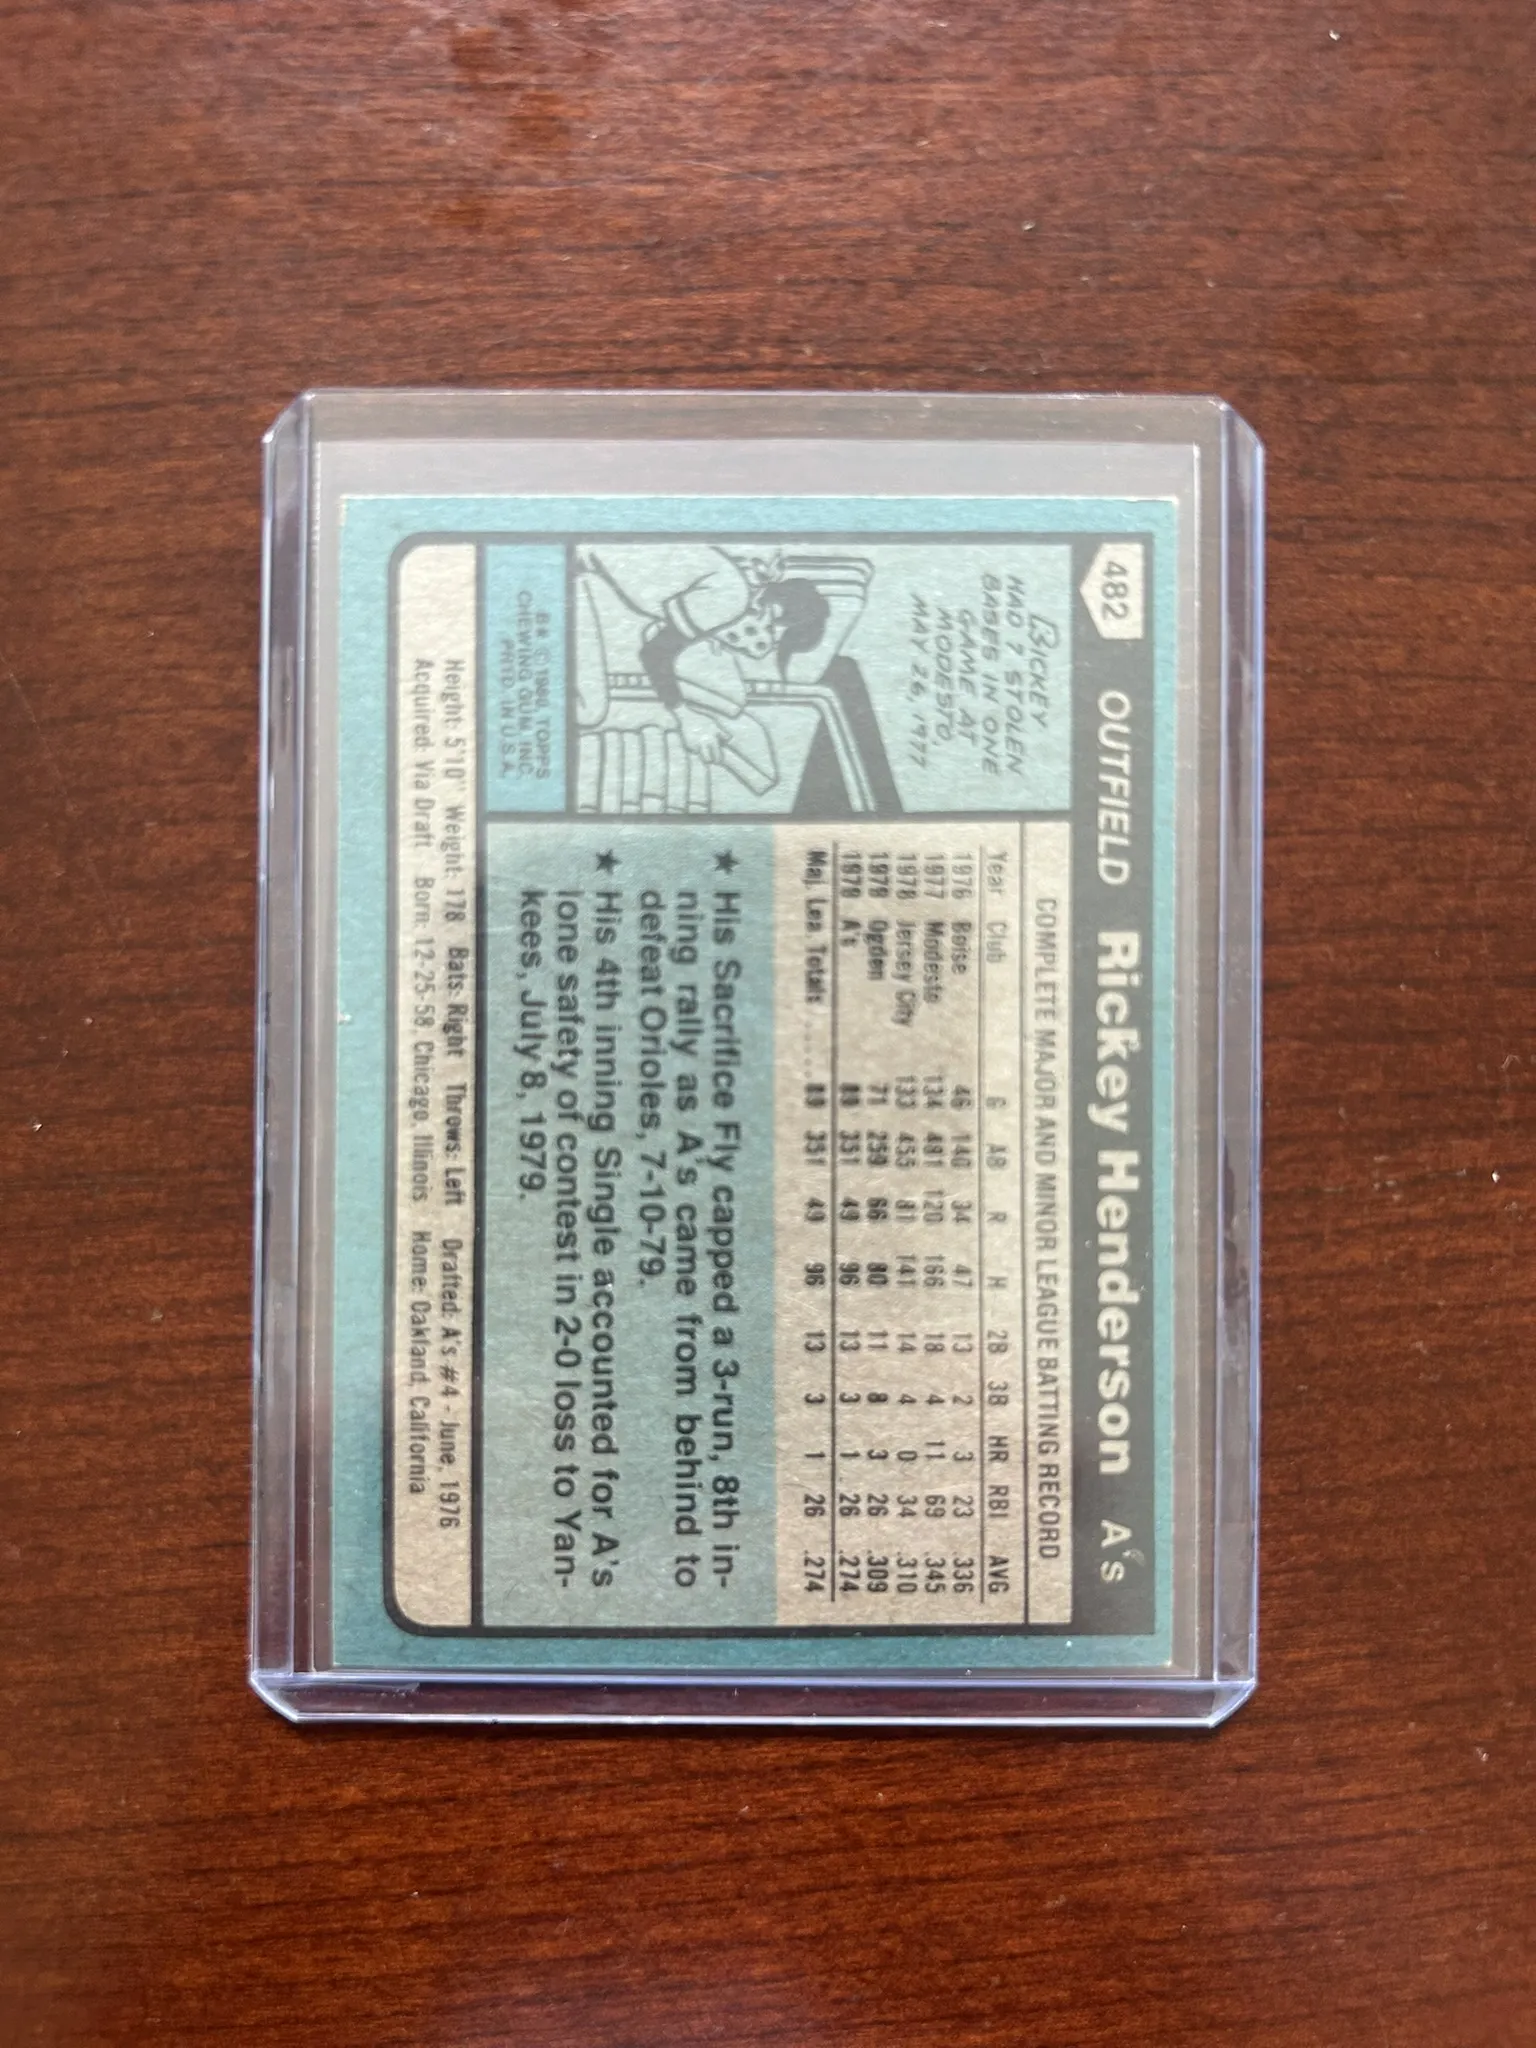 482 OUTFIELD Rickey Henderson A's
RICKEY
HAD 7 STOLEN
BASES IN ONE
GAME AT
MODESTO,
MAY 26, 1977
B* ©1980 TOPPS
CHEWING GUM, INC.
PRTD. IN U.S.A.
COMPLETE MAJOR AND MINOR LEAGUE BATTING RECORD
Year Club G AB R H 2B 3B HR RBI AVG
1976 Boise 46 140 34 47 13 2 3 23 .336
1977 Modesto 134 481 120 166 18 4 11 69 .345
1978 Jersey City 133 455 81 141 14 4 0 34 .310
1979 Ogden 71 259 66 80 11 8 3 26 .309
1979 A's 89 351 49 96 13 3 1 26 .274
Maj. Lea. Totals ...... 89 351 49 96 13 3 1 26 .274
★ His Sacrifice Fly capped a 3-run, 8th in-
ning rally as A's came from behind to
defeat Orioles, 7-10-79.
★ His 4th inning Single accounted for A's
lone safety of contest in 2-0 loss to Yan-
kees, July 8, 1979.
Height: 5'10" Weight: 178 Bats: Right Throws: Left Drafted: A's #4 - June, 1976
Acquired: Via Draft Born: 12-25-58, Chicago, Illinois Home: Oakland, California